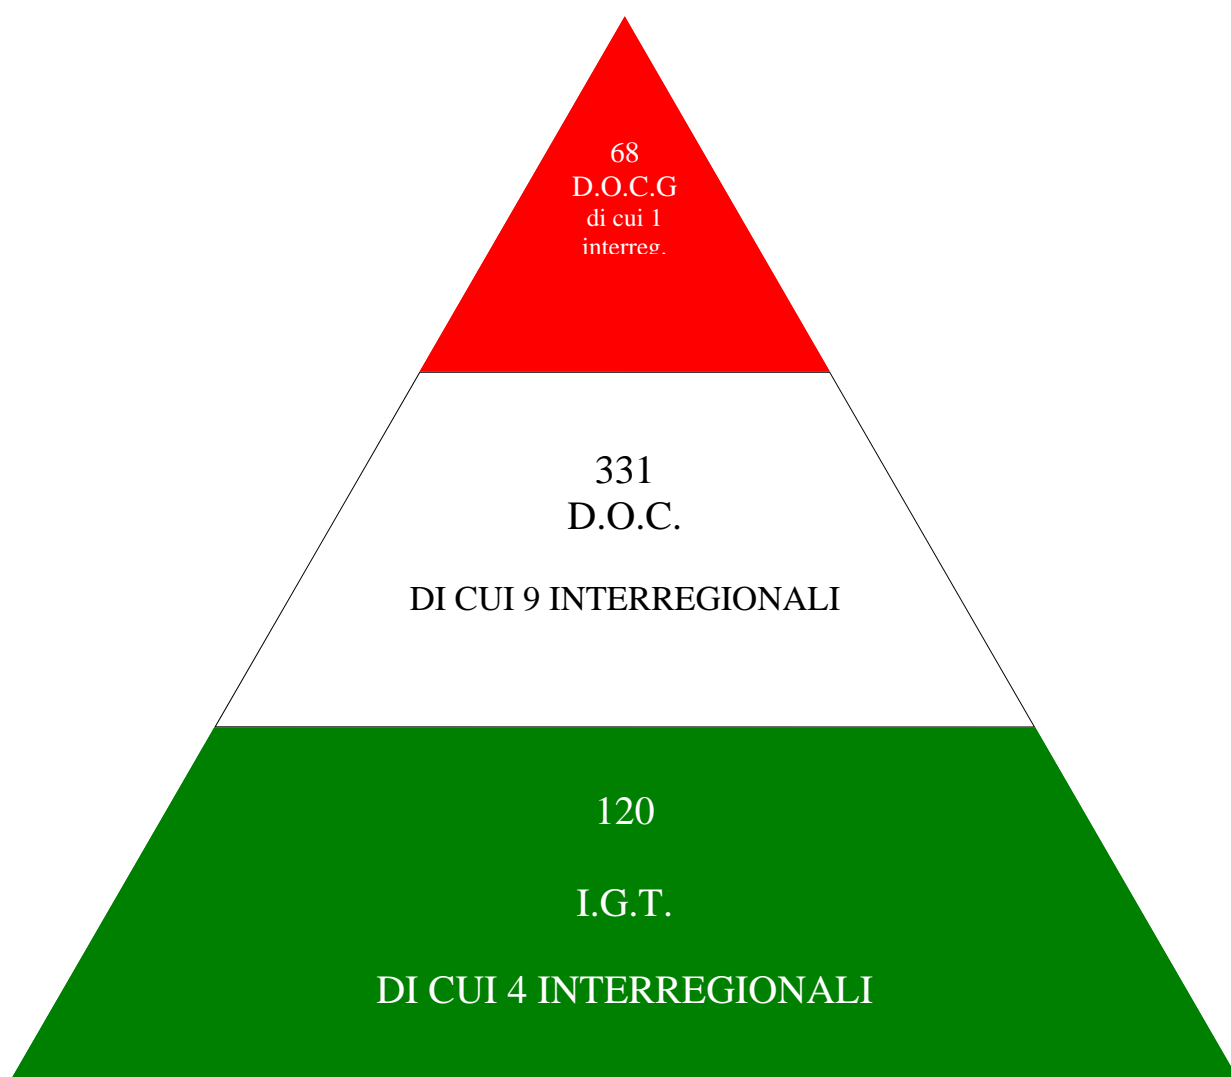 68
D.O.C.G
di cui 1
interreg.
331
D.O.C.
DI CUI 9 INTERREGIONALI
120
I.G.T.
DI CUI 4 INTERREGIONALI